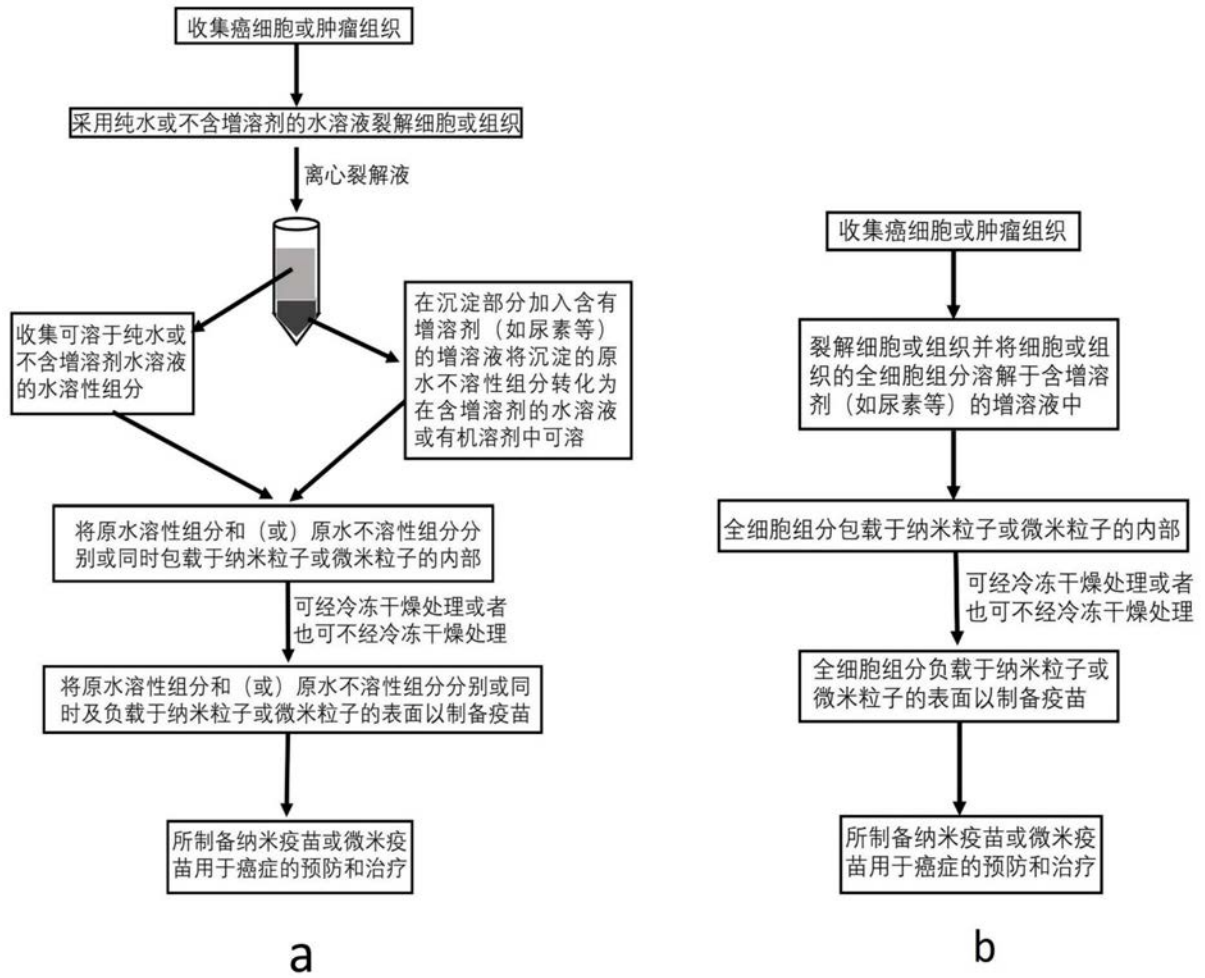 收集癌细胞或肿瘤组织
采用纯水或不含增溶剂的水溶液裂解细胞或组织
离心裂解液
收集可溶于纯水或
不含增溶剂水溶液
的水溶性组分
在沉淀部分加入含有
增溶剂（如尿素等）
的增溶液将沉淀的原
水不溶性组分转化为
在含增溶剂的水溶液
或有机溶剂中可溶
将原水溶性组分和（或）原水不溶性组分分
别或同时包载于纳米粒子或微米粒子的内部
可经冷冻干燥处理或者
也可不经冷冻干燥处理
将原水溶性组分和（或）原水不溶性组分分别或同
时及负载于纳米粒子或微米粒子的表面以制备疫苗
所制备纳米疫苗或微米疫
苗用于癌症的预防和治疗
a
收集癌细胞或肿瘤组织
裂解细胞或组织并将细胞或组
织的全细胞组分溶解于含增溶
剂（如尿素等）的增溶液中
全细胞组分包载于纳米粒子或微米粒子的内部
可经冷冻干燥处理或者
也可不经冷冻干燥处理
全细胞组分负载于纳米粒子或
微米粒子的表面以制备疫苗
所制备纳米疫苗或微米疫
苗用于癌症的预防和治疗
b